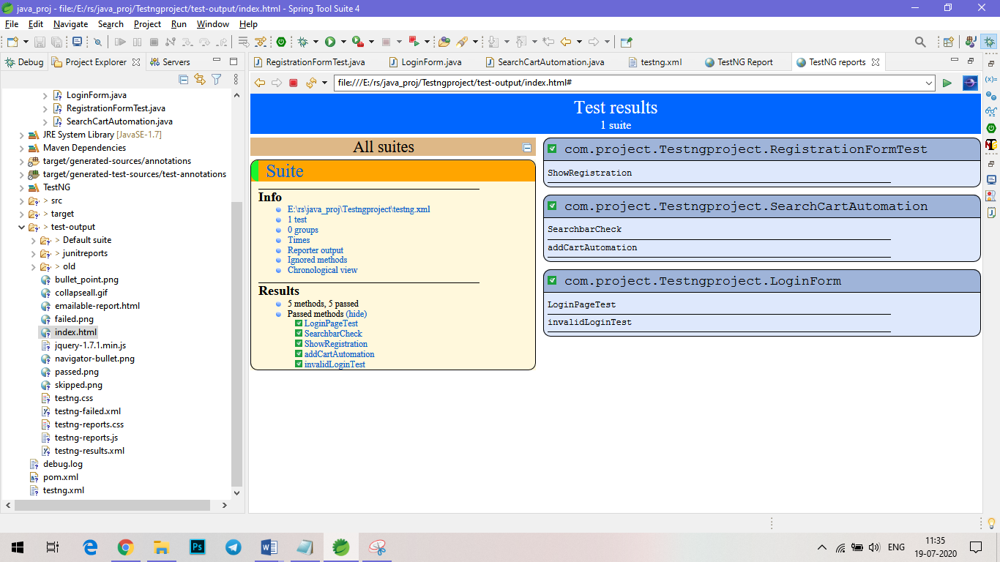 java_proj - file:/E:/rs/java_proj/Testngproject/test-output/index.html - Spring Tool Suite 4
File Edit Navigate Search Project Run Window Help
Debug Project Explorer Servers
LoginForm.java
RegistrationFormTest.java
SearchCartAutomation.java
JRE System Library [JavaSE-1.7]
Maven Dependencies
target/generated-sources/annotations
target/generated-test-sources/test-annotations
TestNG
> src
> target
> test-output
> Default suite
> junitreports
> old
bullet_point.png
collapseall.gif
emailable-report.html
failed.png
index.html
jquery-1.7.1.min.js
navigator-bullet.png
passed.png
skipped.png
testng.css
testng-failed.xml
testng-reports.css
testng-reports.js
testng-results.xml
debug.log
pom.xml
testng.xml
RegistrationFormTest.java LoginForm.java SearchCartAutomation.java testng.xml TestNG Report TestNG reports
file:///E:/rs/java_proj/Testngproject/test-output/index.html#
Test results
1 suite
All suites
Suite
Info
E:\rs\java_proj\Testngproject\testng.xml
1 test
0 groups
Times
Reporter output
Ignored methods
Chronological view
Results
5 methods, 5 passed
Passed methods (hide)
LoginPageTest
SearchbarCheck
ShowRegistration
addCartAutomation
invalidLoginTest
com.project.Testngproject.RegistrationFormTest
ShowRegistration
com.project.Testngproject.SearchCartAutomation
SearchbarCheck
addCartAutomation
com.project.Testngproject.LoginForm
LoginPageTest
invalidLoginTest
(x)=
Ps
ENG
11:35
19-07-2020